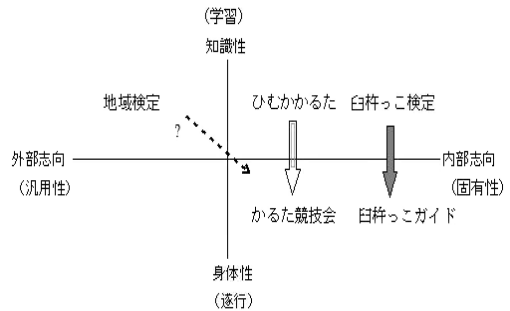 (学習)
知識性
地域検定
ひむかかるた
臼杵っこ検定
?
外部志向
(汎用性)
内部志向
(固有性)
かるた競技会
臼杵っこガイド
身体性
(遂行)